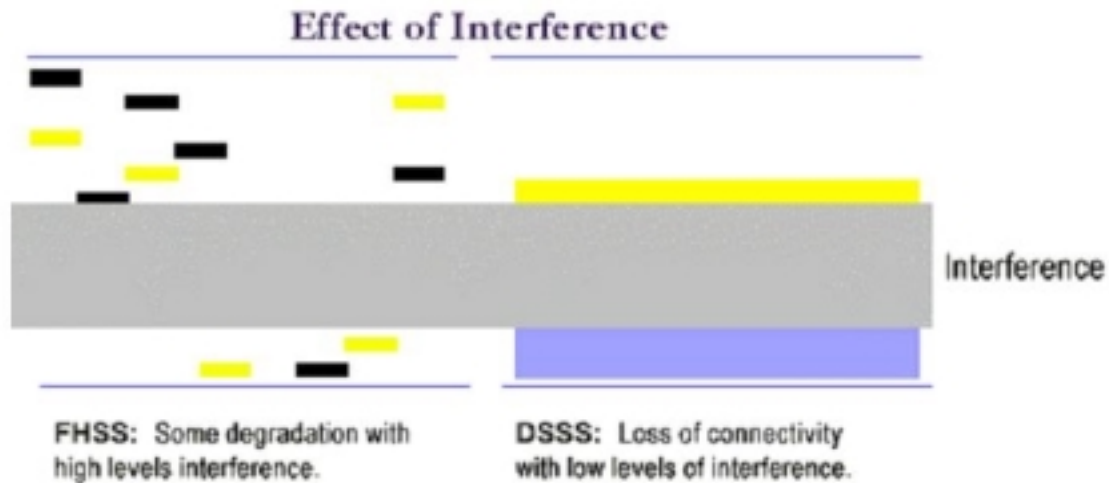 Effect of Interference
Interference
FHSS: Some degradation with
high levels interference.
DSSS: Loss of connectivity
with low levels of interference.